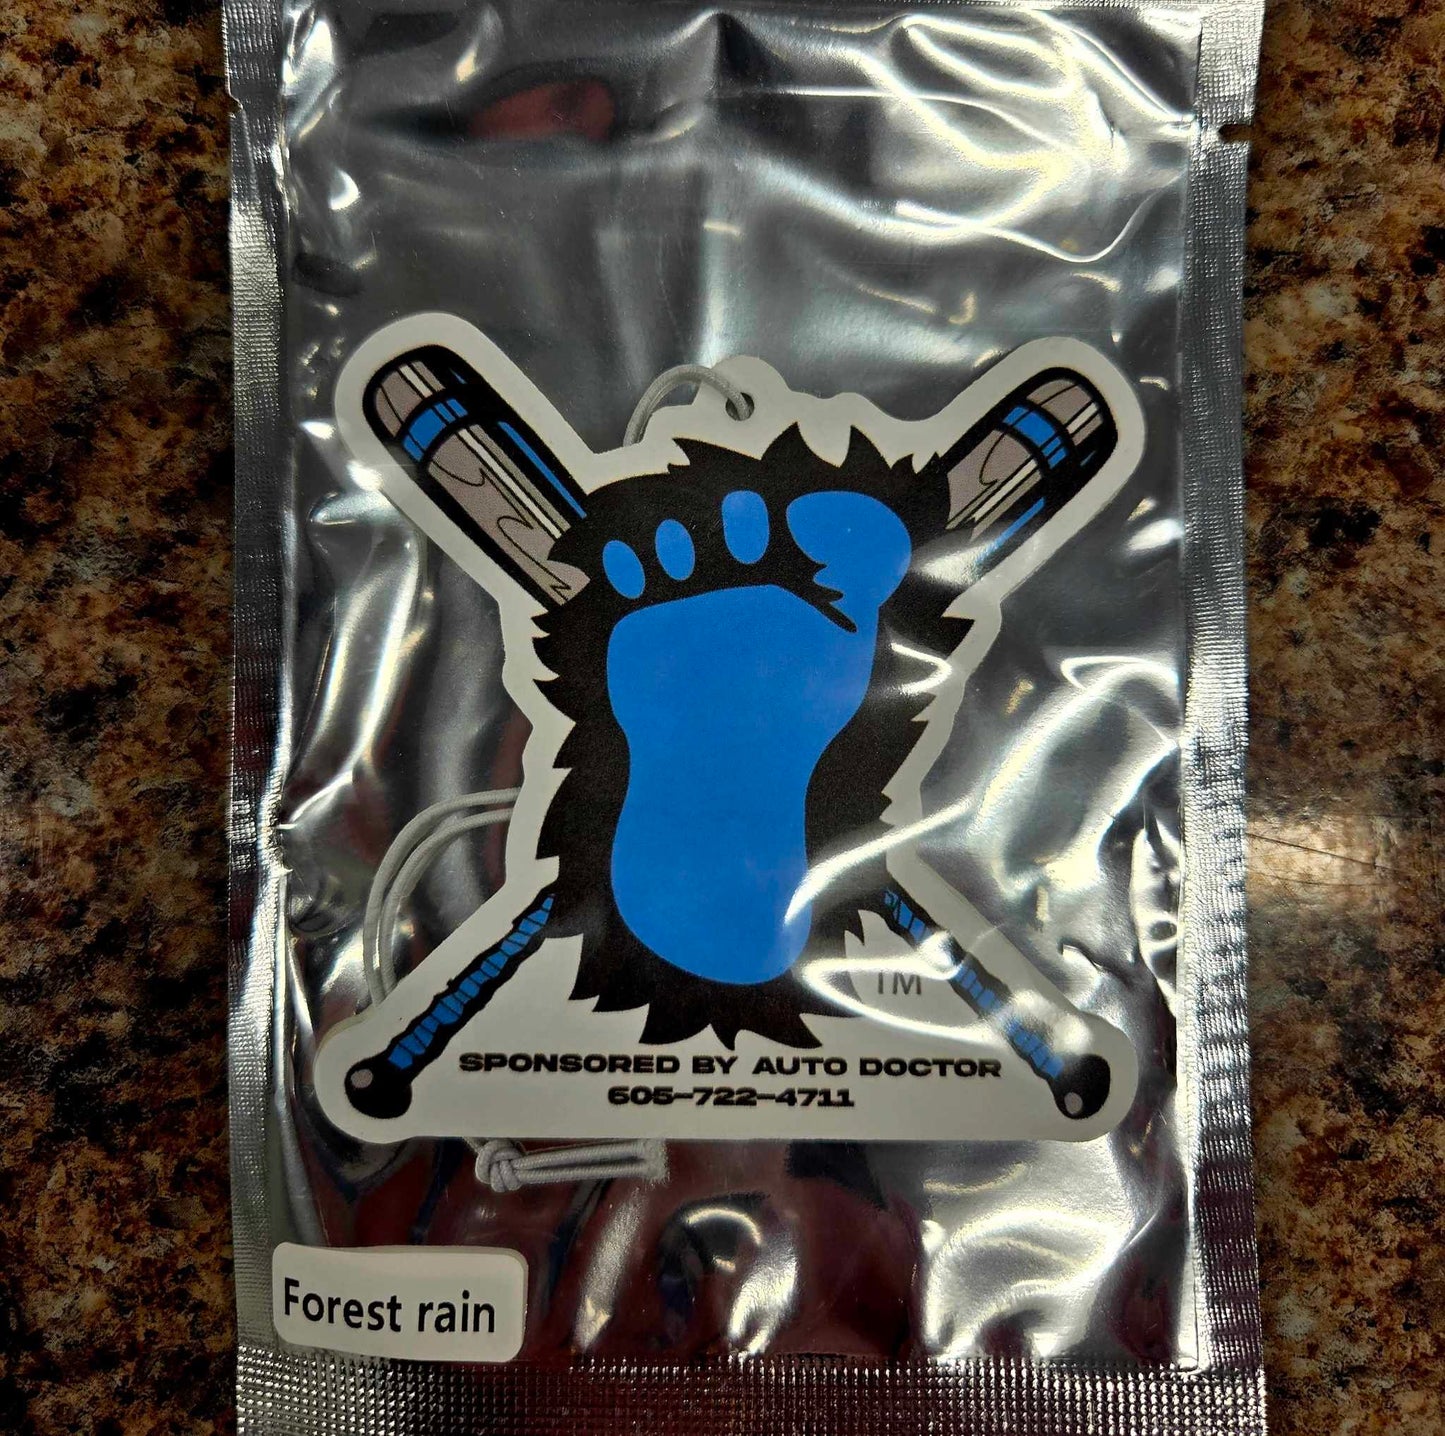 TM
SPONSORED BY AUTO DOCTOR
605-722-4711
Forest rain